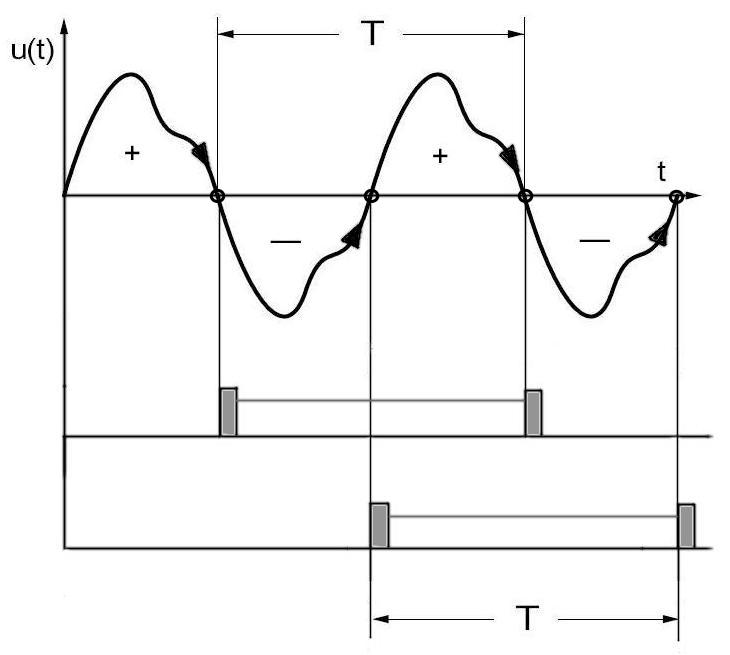 T
u(t)
+
+
t
—
—
T